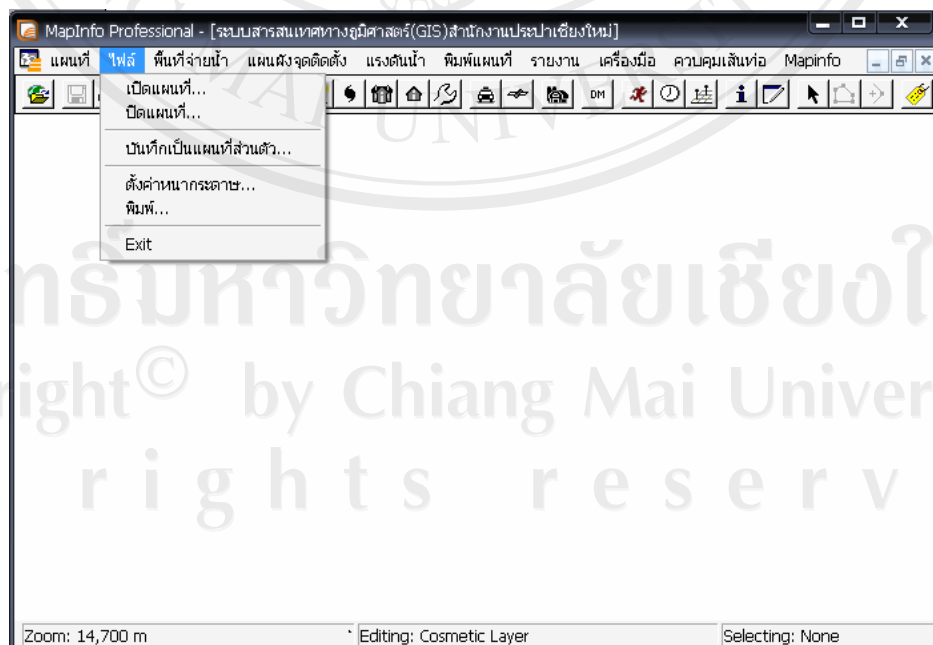 MapInfo Professional - [ระบบสารสนเทศทางภูมิศาสตร์(GIS)สำนักงานประปาเชียงใหม่]
แผนที่ ไฟล์ พื้นที่จ่ายน้ำ แผนผังจุดติดตั้ง แรงดันน้ำ พิมพ์แผนที่ รายงาน เครื่องมือ ควบคุมเส้นท่อ Mapinfo
DM
เปิดแผนที่...
ปิดแผนที่...
บันทึกเป็นแผนที่ส่วนตัว...
ตั้งค่าหนากระดาษ...
พิมพ์...
Exit
MAI UNIV
ทธิ์มหาวิทยาลัยเชียงใ
right© by Chiang Mai Univer
rights reserv
Zoom: 14,700 m Editing: Cosmetic Layer Selecting: None